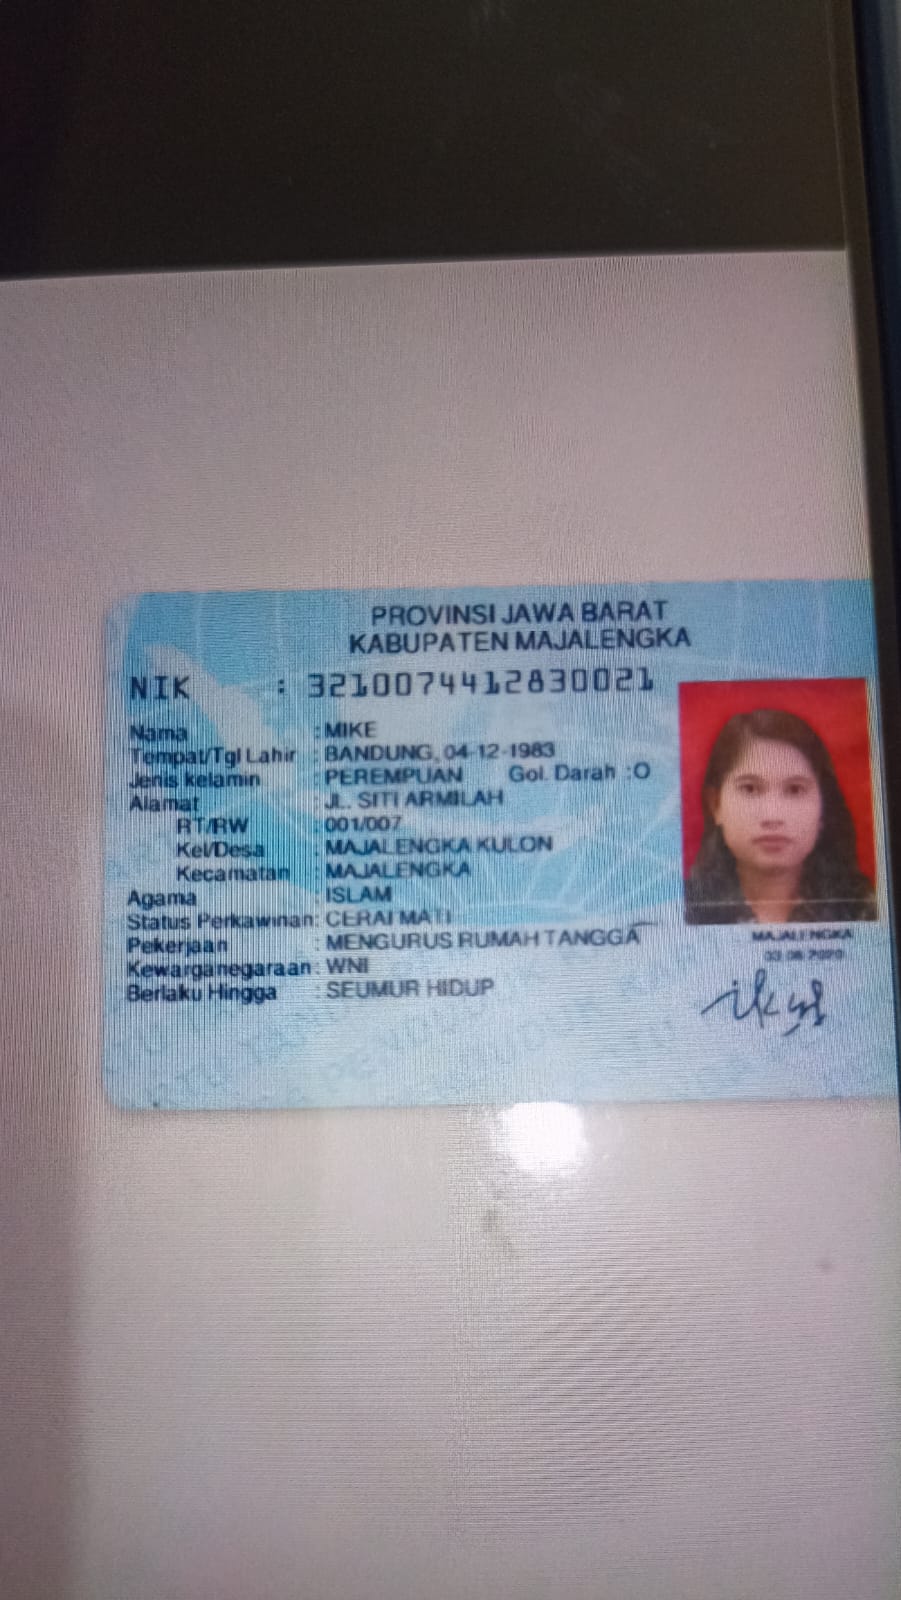 PROVINSI JAWA BARAT
KABUPATEN MAJALENGKA
NIK : 3210074412830021
Nama : MIKE
Tempat/Tgl Lahir : BANDUNG, 04-12-1983
Jenis kelamin : PEREMPUAN Gol. Darah : O
Alamat : JL. SITI ARMILAH
RT/RW : 001/007
Kel/Desa : MAJALENGKA KULON
Kecamatan : MAJALENGKA
Agama : ISLAM
Status Perkawinan: CERAI MATI
Pekerjaan : MENGURUS RUMAH TANGGA
Kewarganegaraan : WNI
Berlaku Hingga : SEUMUR HIDUP
MAJALENGKA